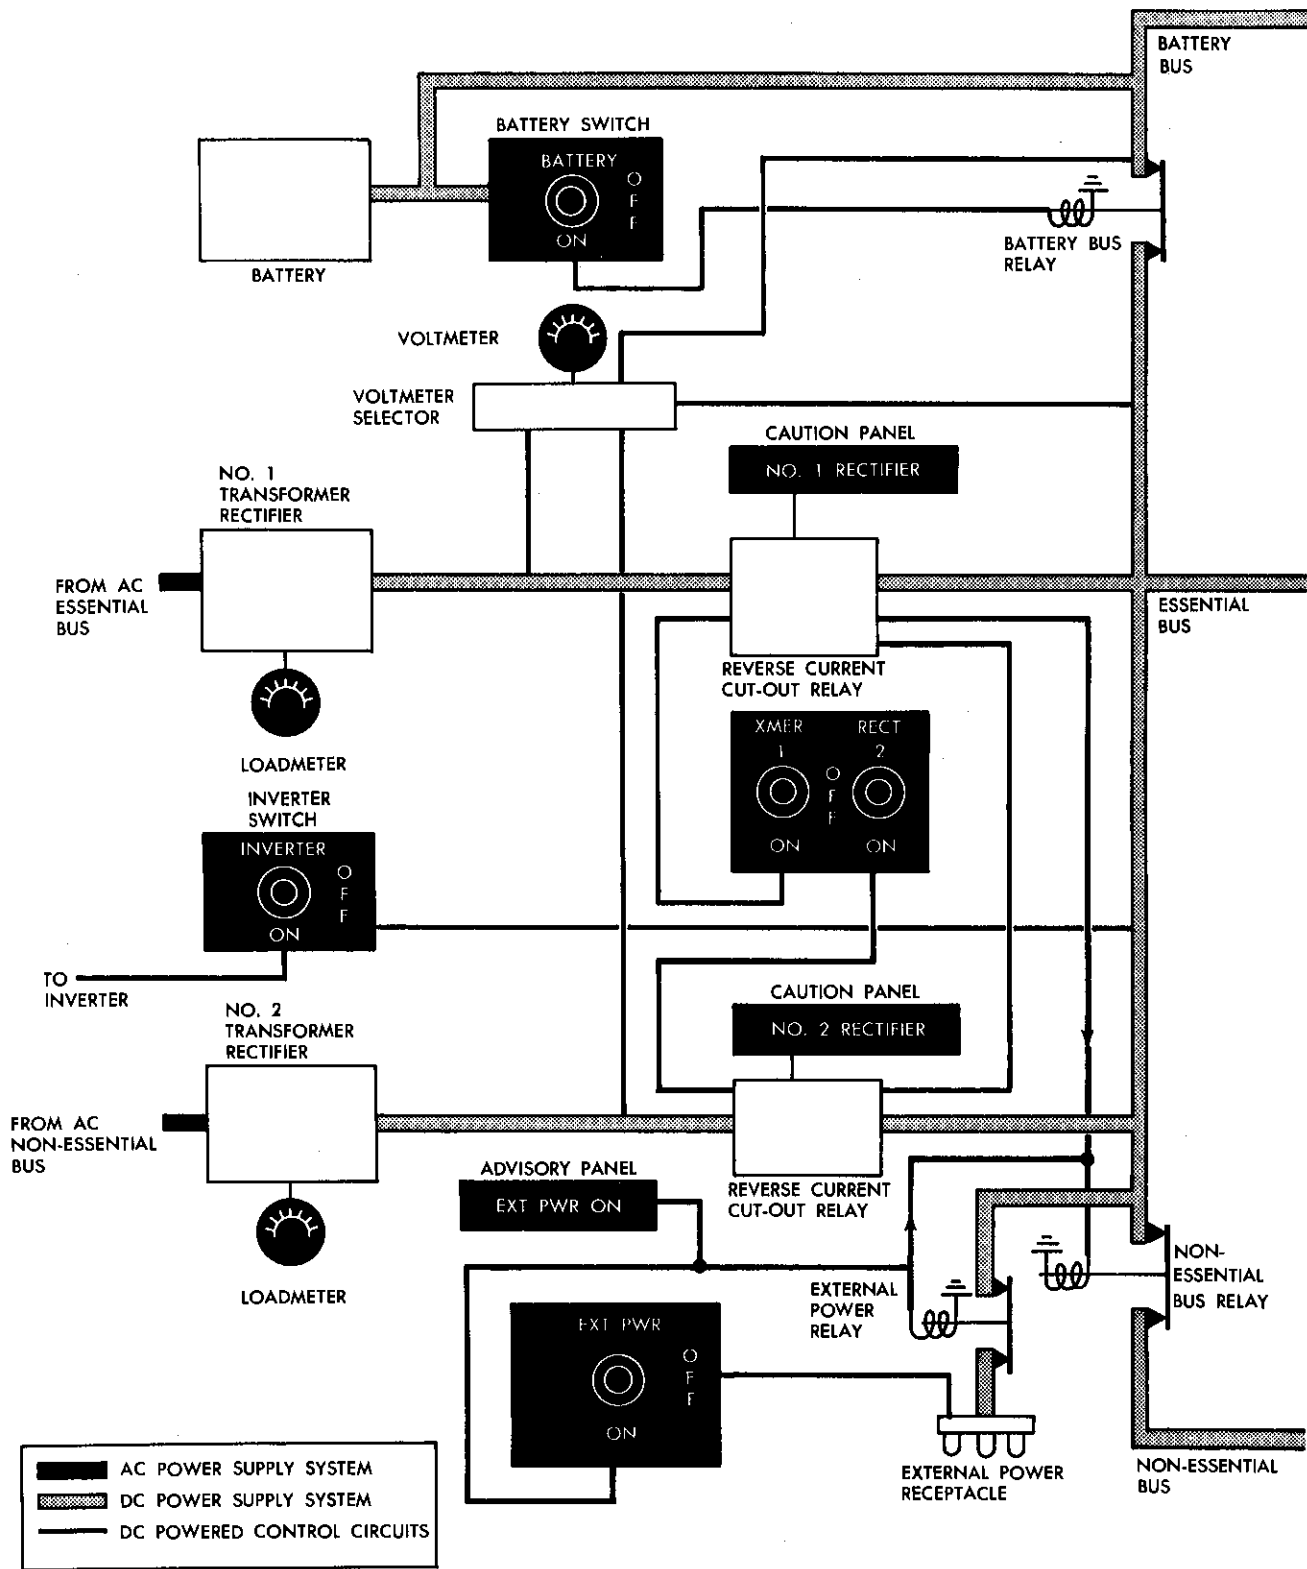 BATTERY
BUS
BATTERY SWITCH
BATTERY
OFF
ON
BATTERY
BATTERY BUS
RELAY
VOLTMETER
VOLTMETER
SELECTOR
CAUTION PANEL
NO. 1 RECTIFIER
NO. 1
TRANSFORMER
RECTIFIER
FROM AC
ESSENTIAL
BUS
ESSENTIAL
BUS
REVERSE CURRENT
CUT-OUT RELAY
LOADMETER
XMER RECT
1 2
OFF
ON ON
INVERTER
SWITCH
INVERTER
OFF
ON
TO
INVERTER
NO. 2
TRANSFORMER
RECTIFIER
CAUTION PANEL
NO. 2 RECTIFIER
FROM AC
NON-ESSENTIAL
BUS
ADVISORY PANEL
EXT PWR ON
REVERSE CURRENT
CUT-OUT RELAY
LOADMETER
EXTERNAL
POWER
RELAY
NON-
ESSENTIAL
BUS RELAY
EXT PWR
OFF
ON
EXTERNAL POWER
RECEPTACLE
NON-ESSENTIAL
BUS
AC POWER SUPPLY SYSTEM
DC POWER SUPPLY SYSTEM
DC POWERED CONTROL CIRCUITS